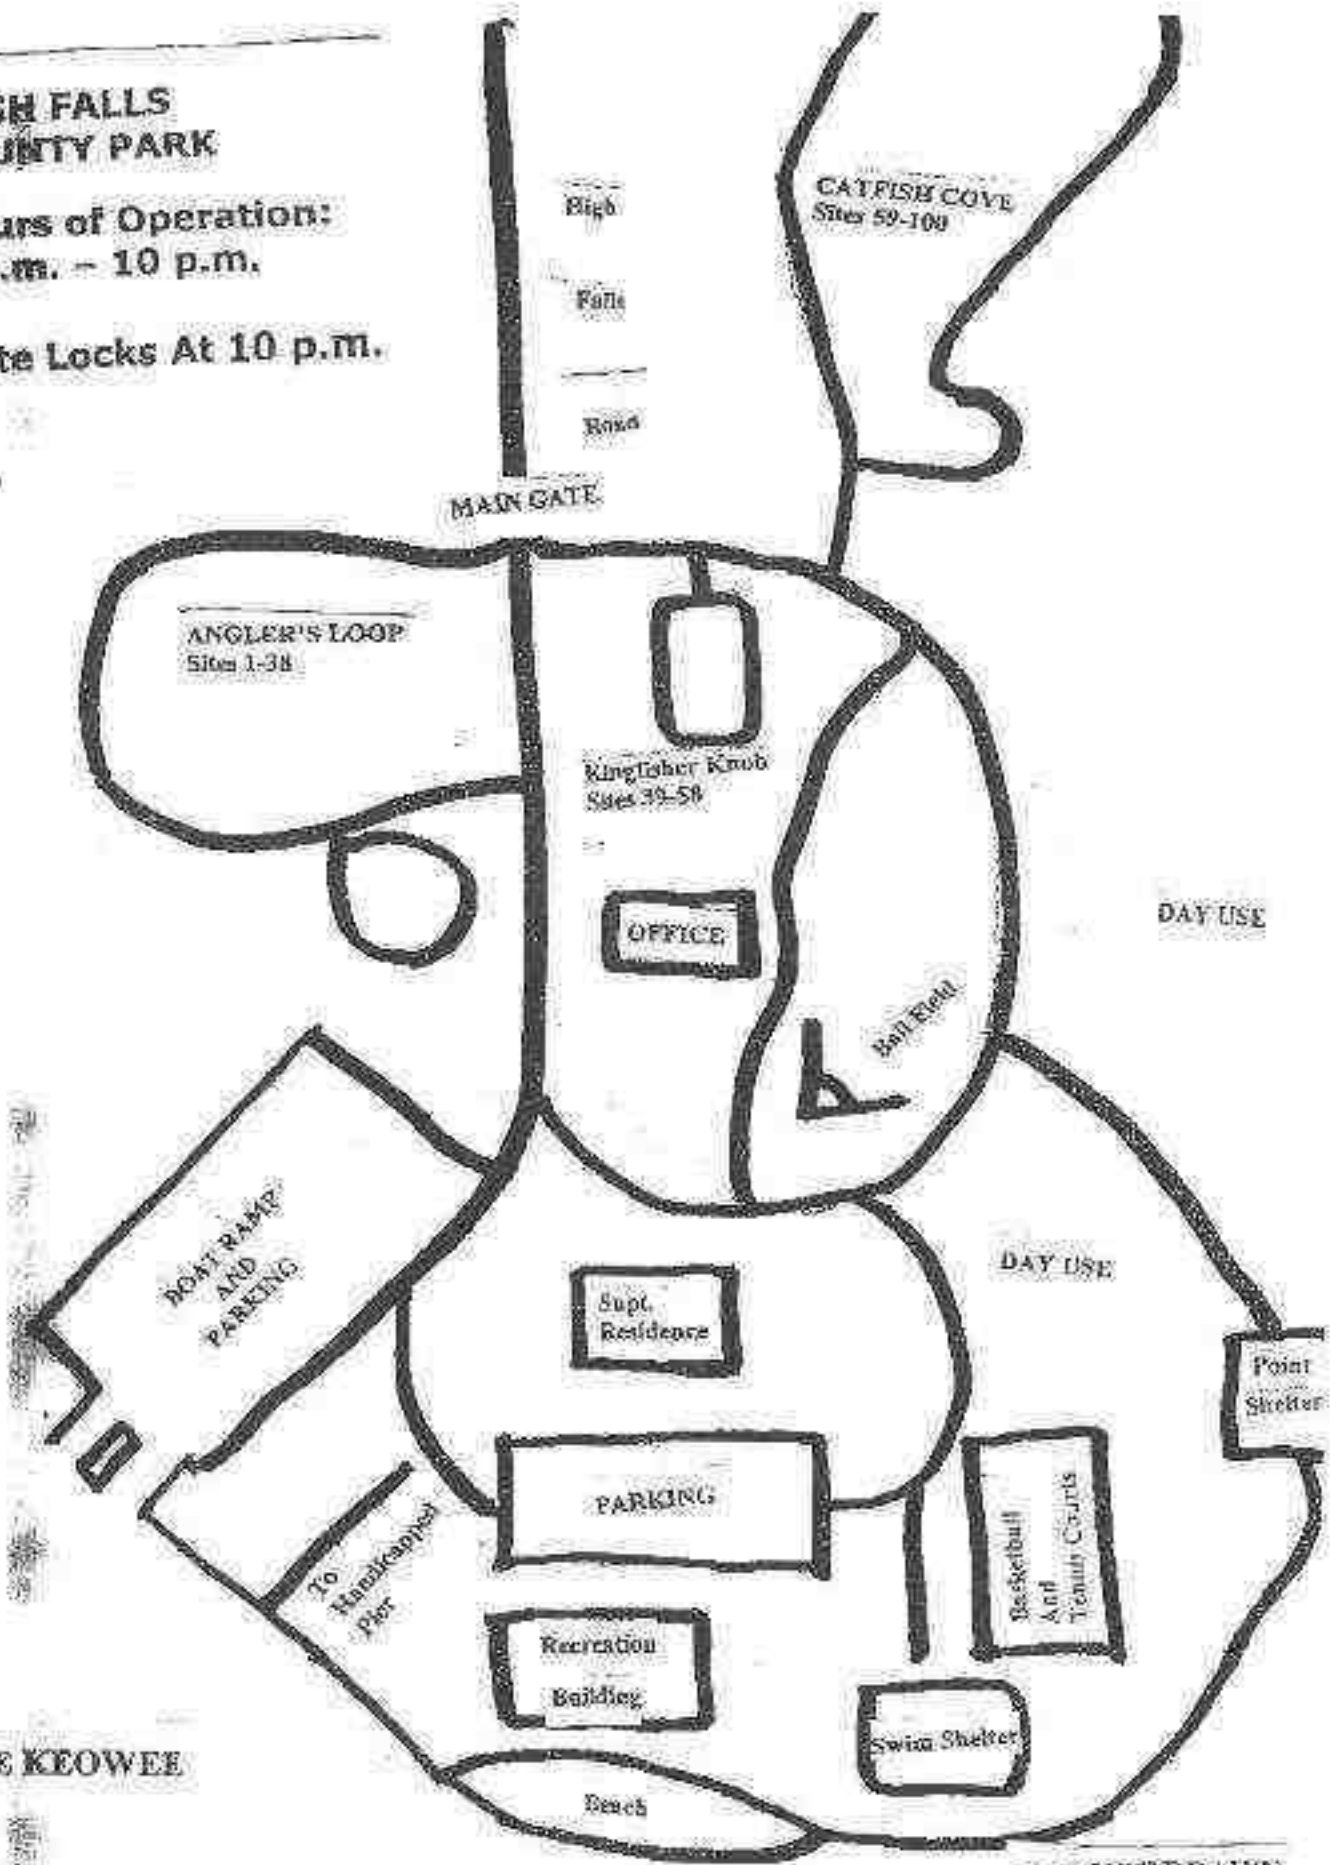 GH FALLS
UNTY PARK
urs of Operation:
.m. – 10 p.m.
te Locks At 10 p.m.
High
Falls
Road
CATFISH COVE
Sites 59-100
MAIN GATE
ANGLER'S LOOP
Sites 1-38
Kingfisher Knob
Sites 39-58
OFFICE
DAY USE
Ball Field
BOAT RAMP
AND
PARKING
DAY USE
Supt.
Residence
Point
Shelter
PARKING
Basketball
And
Tennis Courts
To
Handicapped
Pier
Recreation
Building
Swim Shelter
E KEOWEE
Beach